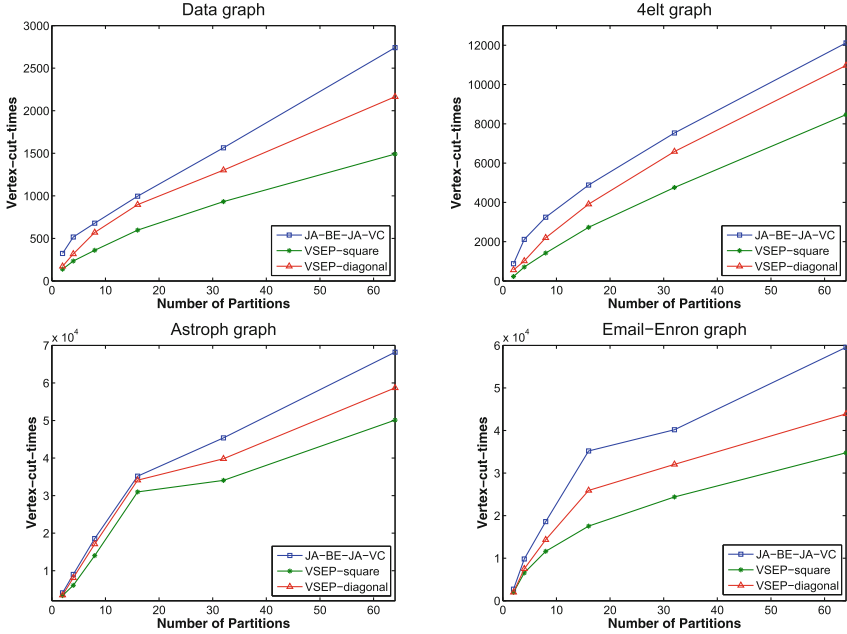 Data graph
3000
2500
2000
1500
1000
500
0
Vertex−cut−times
0 10 20 30 40 50 60
Number of Partitions
JA−BE−JA−VC
VSEP−square
VSEP−diagonal
4elt graph
12000
10000
8000
6000
4000
2000
0
Vertex−cut−times
0 10 20 30 40 50 60
Number of Partitions
JA−BE−JA−VC
VSEP−square
VSEP−diagonal
Astroph graph
x 10^4
7
6
5
4
3
2
1
Vertex−cut−times
0 10 20 30 40 50 60
Number of Partitions
JA−BE−JA−VC
VSEP−square
VSEP−diagonal
Email−Enron graph
x 10^4
6
5
4
3
2
1
0
Vertex−cut−times
0 10 20 30 40 50 60
Number of Partitions
JA−BE−JA−VC
VSEP−square
VSEP−diagonal